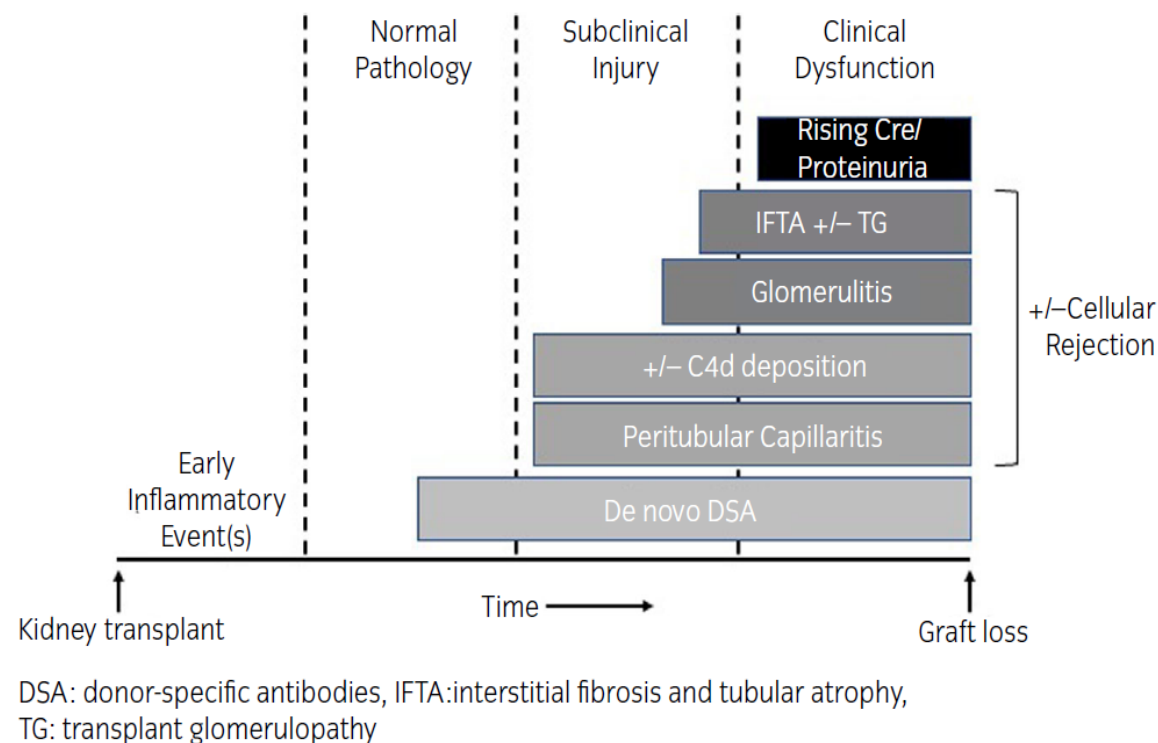 Normal
Pathology
Subclinical
Injury
Clinical
Dysfunction
Rising Cre/
Proteinuria
IFTA +/– TG
Glomerulitis
+/–Cellular
Rejection
+/– C4d deposition
Peritubular Capillaritis
Early
Inflammatory
Event(s)
De novo DSA
Time
Kidney transplant
Graft loss
DSA: donor-specific antibodies, IFTA:interstitial fibrosis and tubular atrophy,
TG: transplant glomerulopathy